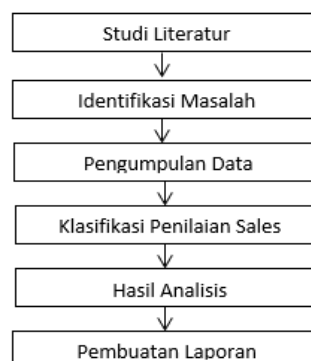 Studi Literatur
Identifikasi Masalah
Pengumpulan Data
Klasifikasi Penilaian Sales
Hasil Analisis
Pembuatan Laporan